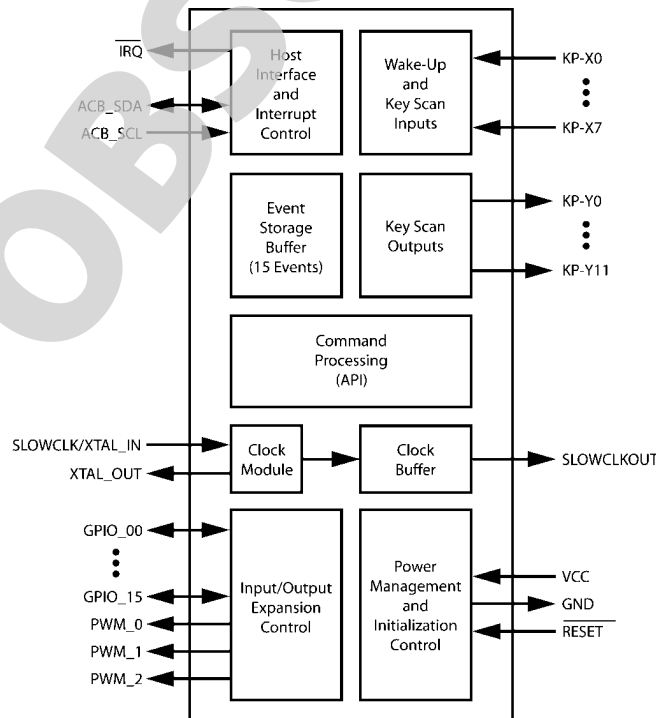 OBSO
IRQ
ACB_SDA
ACB_SCL
Host
Interface
and
Interrupt
Control
Wake-Up
and
Key Scan
Inputs
KP-X0
KP-X7
Event
Storage
Buffer
(15 Events)
Key Scan
Outputs
KP-Y0
KP-Y11
Command
Processing
(API)
SLOWCLK/XTAL_IN
XTAL_OUT
Clock
Module
Clock
Buffer
SLOWCLKOUT
GPIO_00
GPIO_15
PWM_0
PWM_1
PWM_2
Input/Output
Expansion
Control
Power
Management
and
Initialization
Control
VCC
GND
RESET